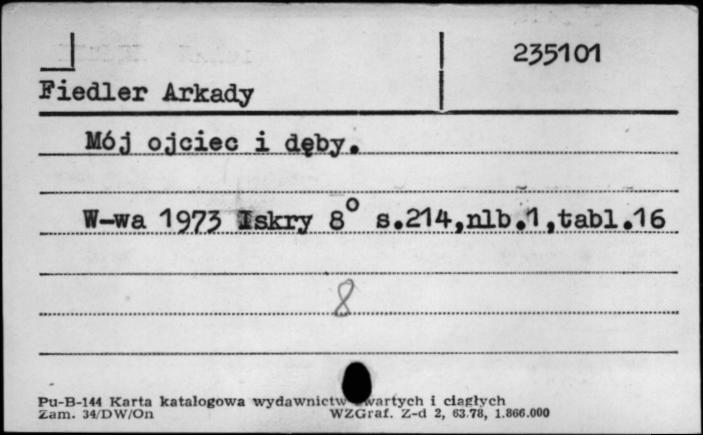 235101
Fiedler Arkady
Mój ojciec i dęby.
W-wa 1973 Iskry 8° s.214,nlb.1,tabl.16
8
Pu-B-144 Karta katalogowa wydawnictw zwartych i ciągłych
Zam. 34/DW/On WZGraf. Z-d 2, 63.78, 1.866.000